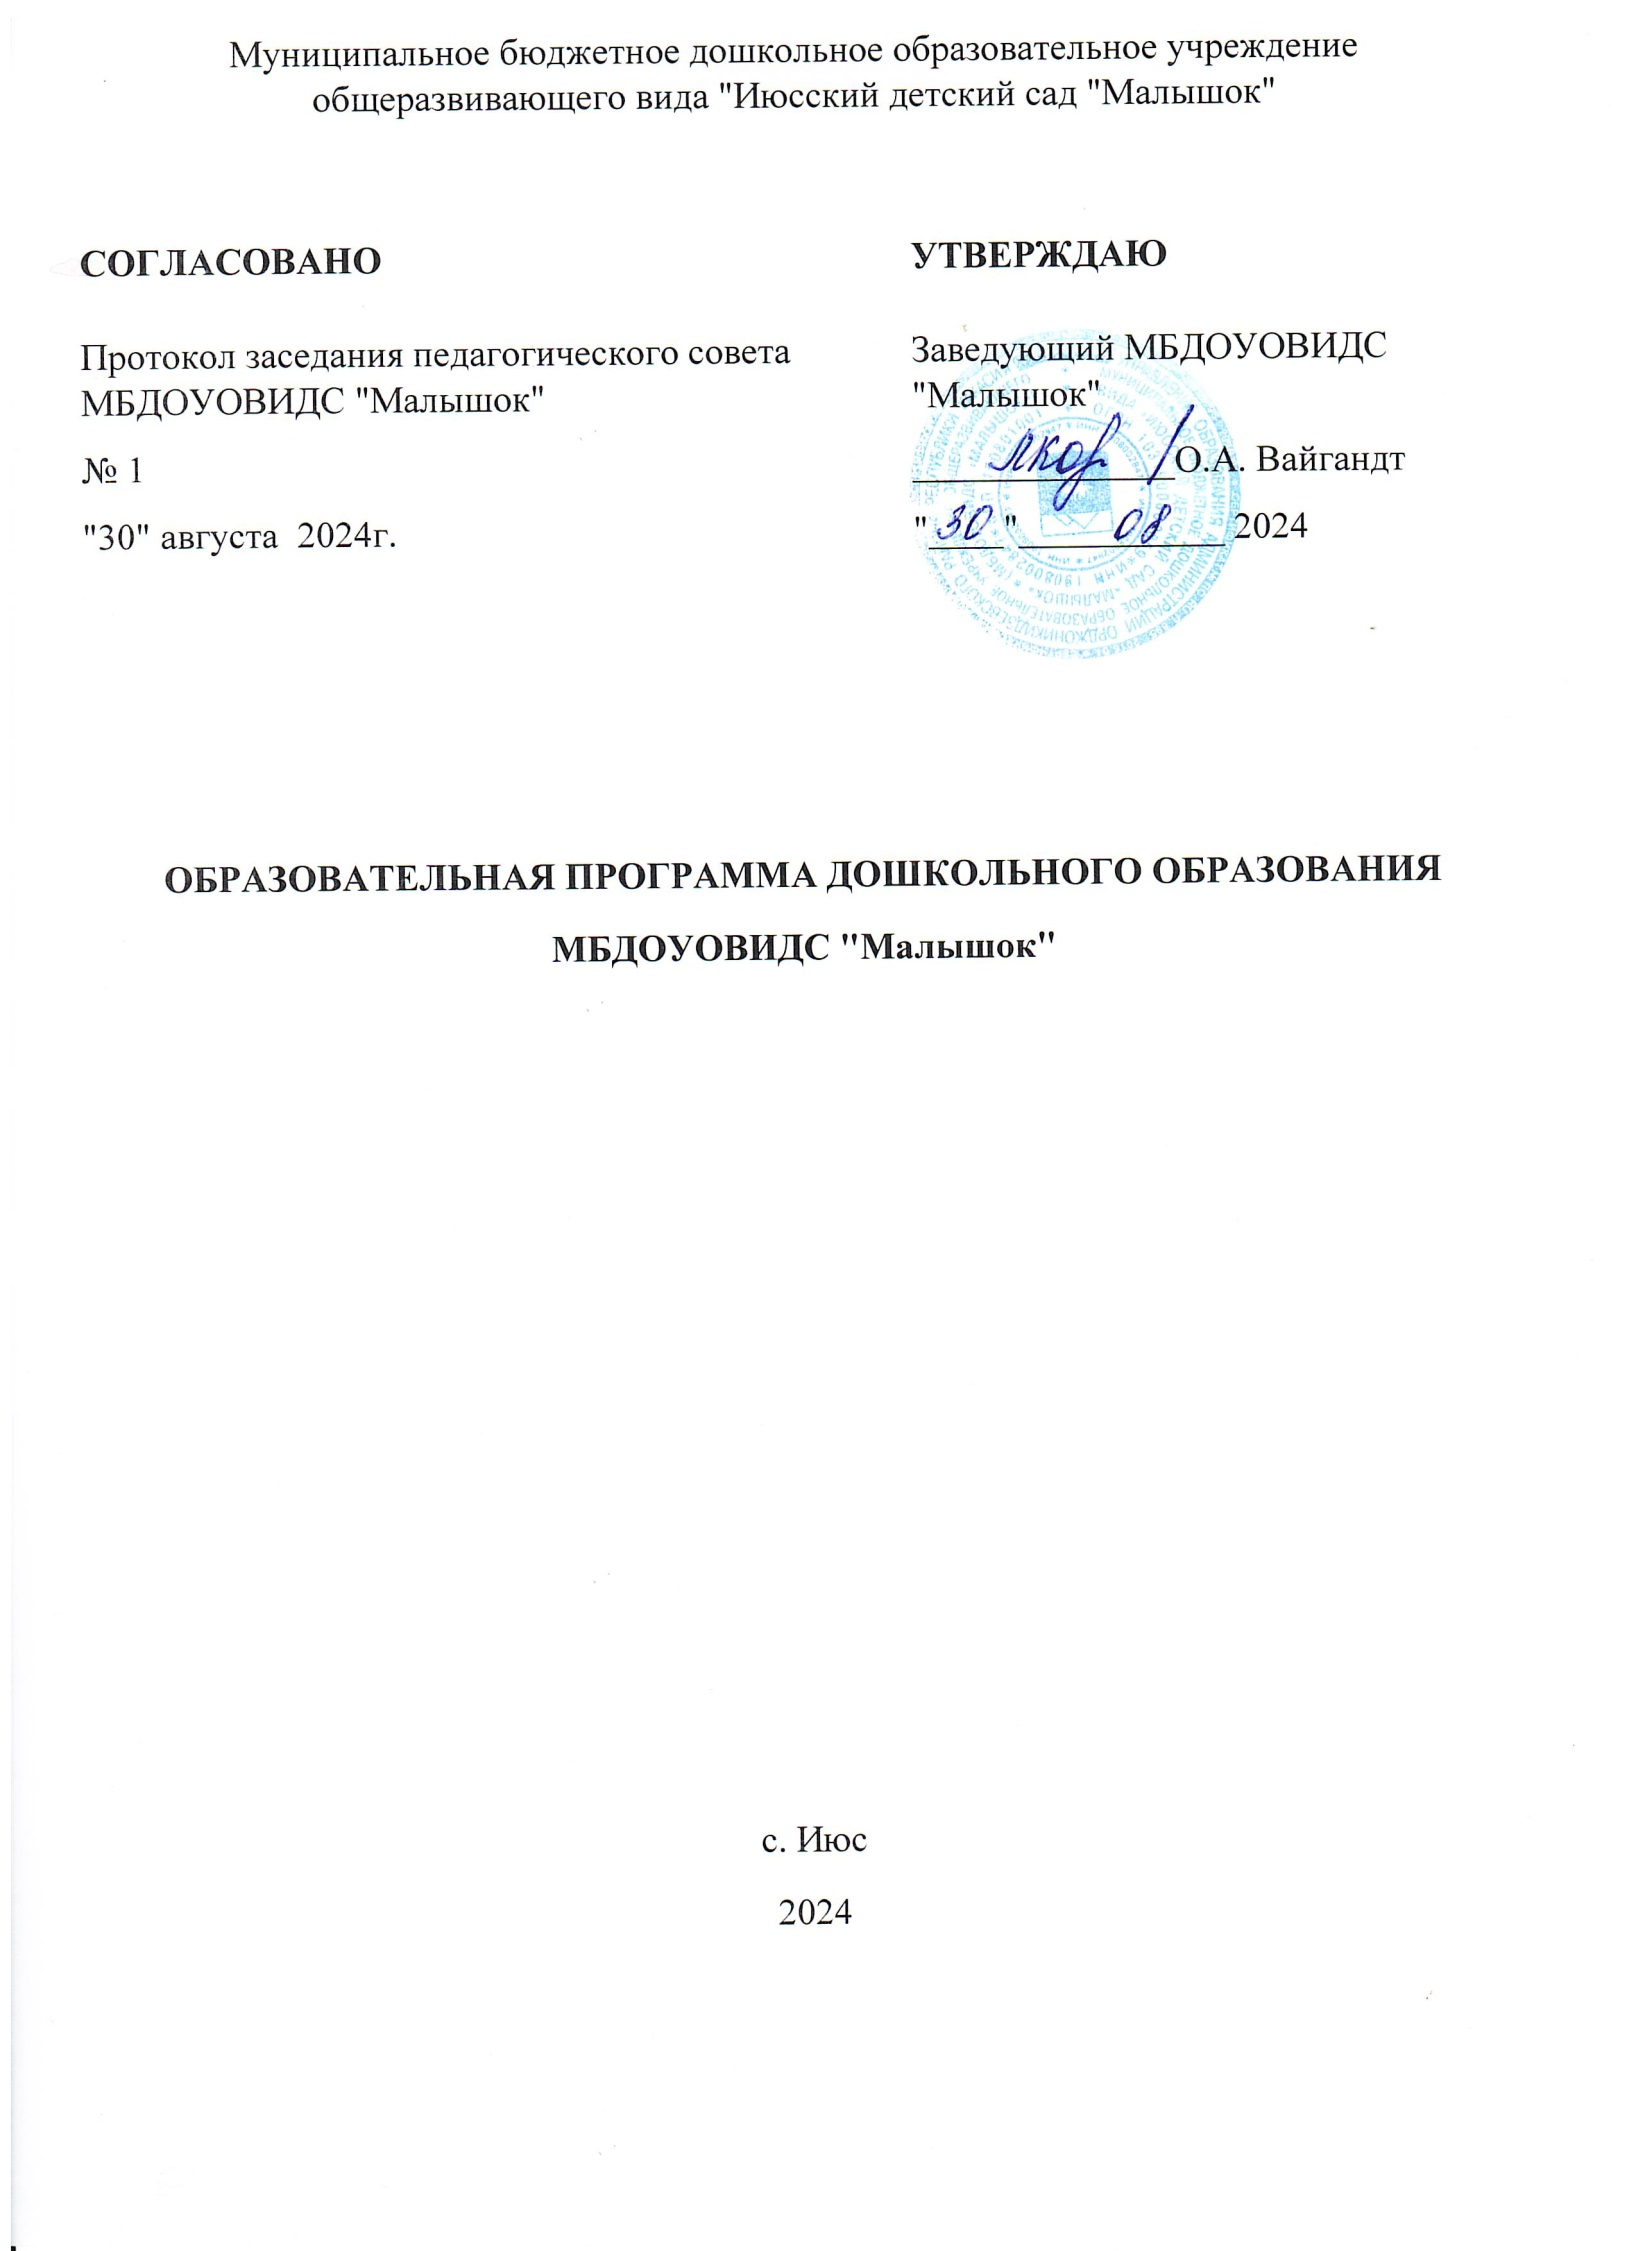 Муниципальное бюджетное дошкольное образовательное учреждение
общеразвивающего вида "Июсский детский сад "Малышок"
СОГЛАСОВАНО
Протокол заседания педагогического совета
МБДОУОВИДС "Малышок"
№ 1
"30" августа 2024г.
УТВЕРЖДАЮ
Заведующий МБДОУОВИДС
"Малышок"
О.А. Вайгандт
"30" 08 2024
ОБРАЗОВАТЕЛЬНАЯ ПРОГРАММА ДОШКОЛЬНОГО ОБРАЗОВАНИЯ
МБДОУОВИДС "Малышок"
с. Июс
2024